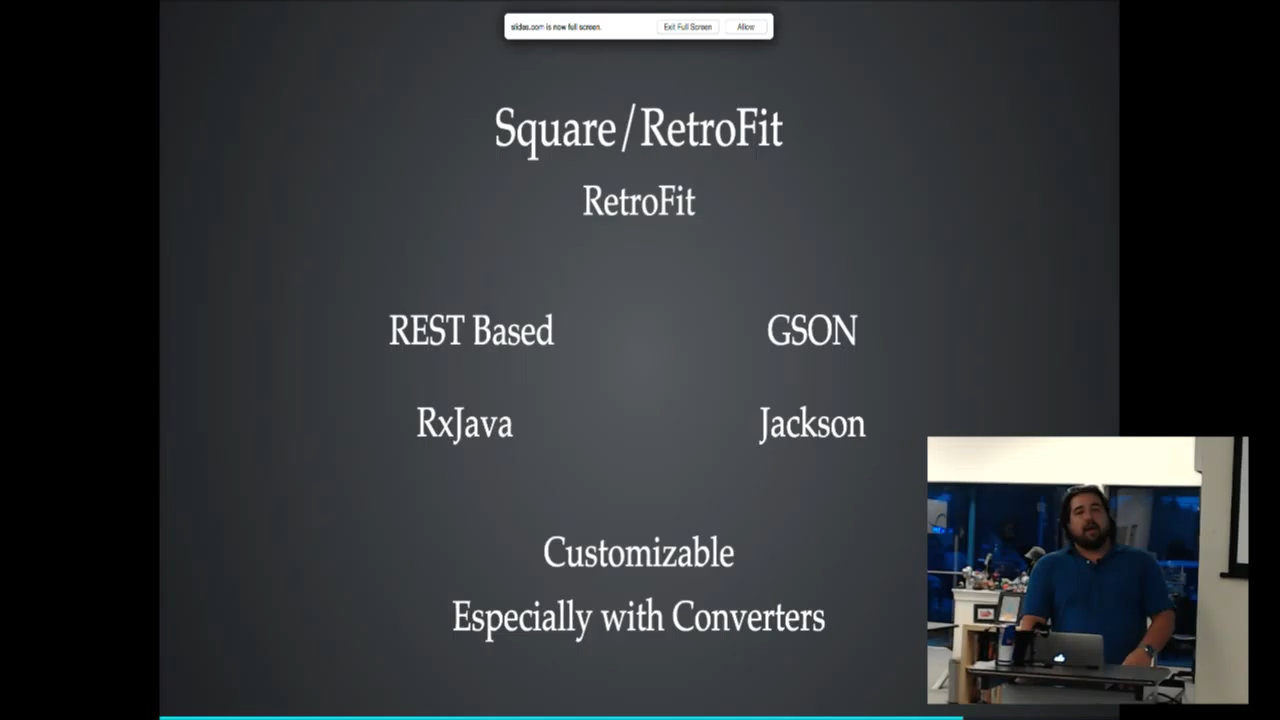 slides.com is now full screen.
Exit Full Screen
Allow
Square/RetroFit
RetroFit
REST Based
GSON
RxJava
Jackson
Customizable
Especially with Converters